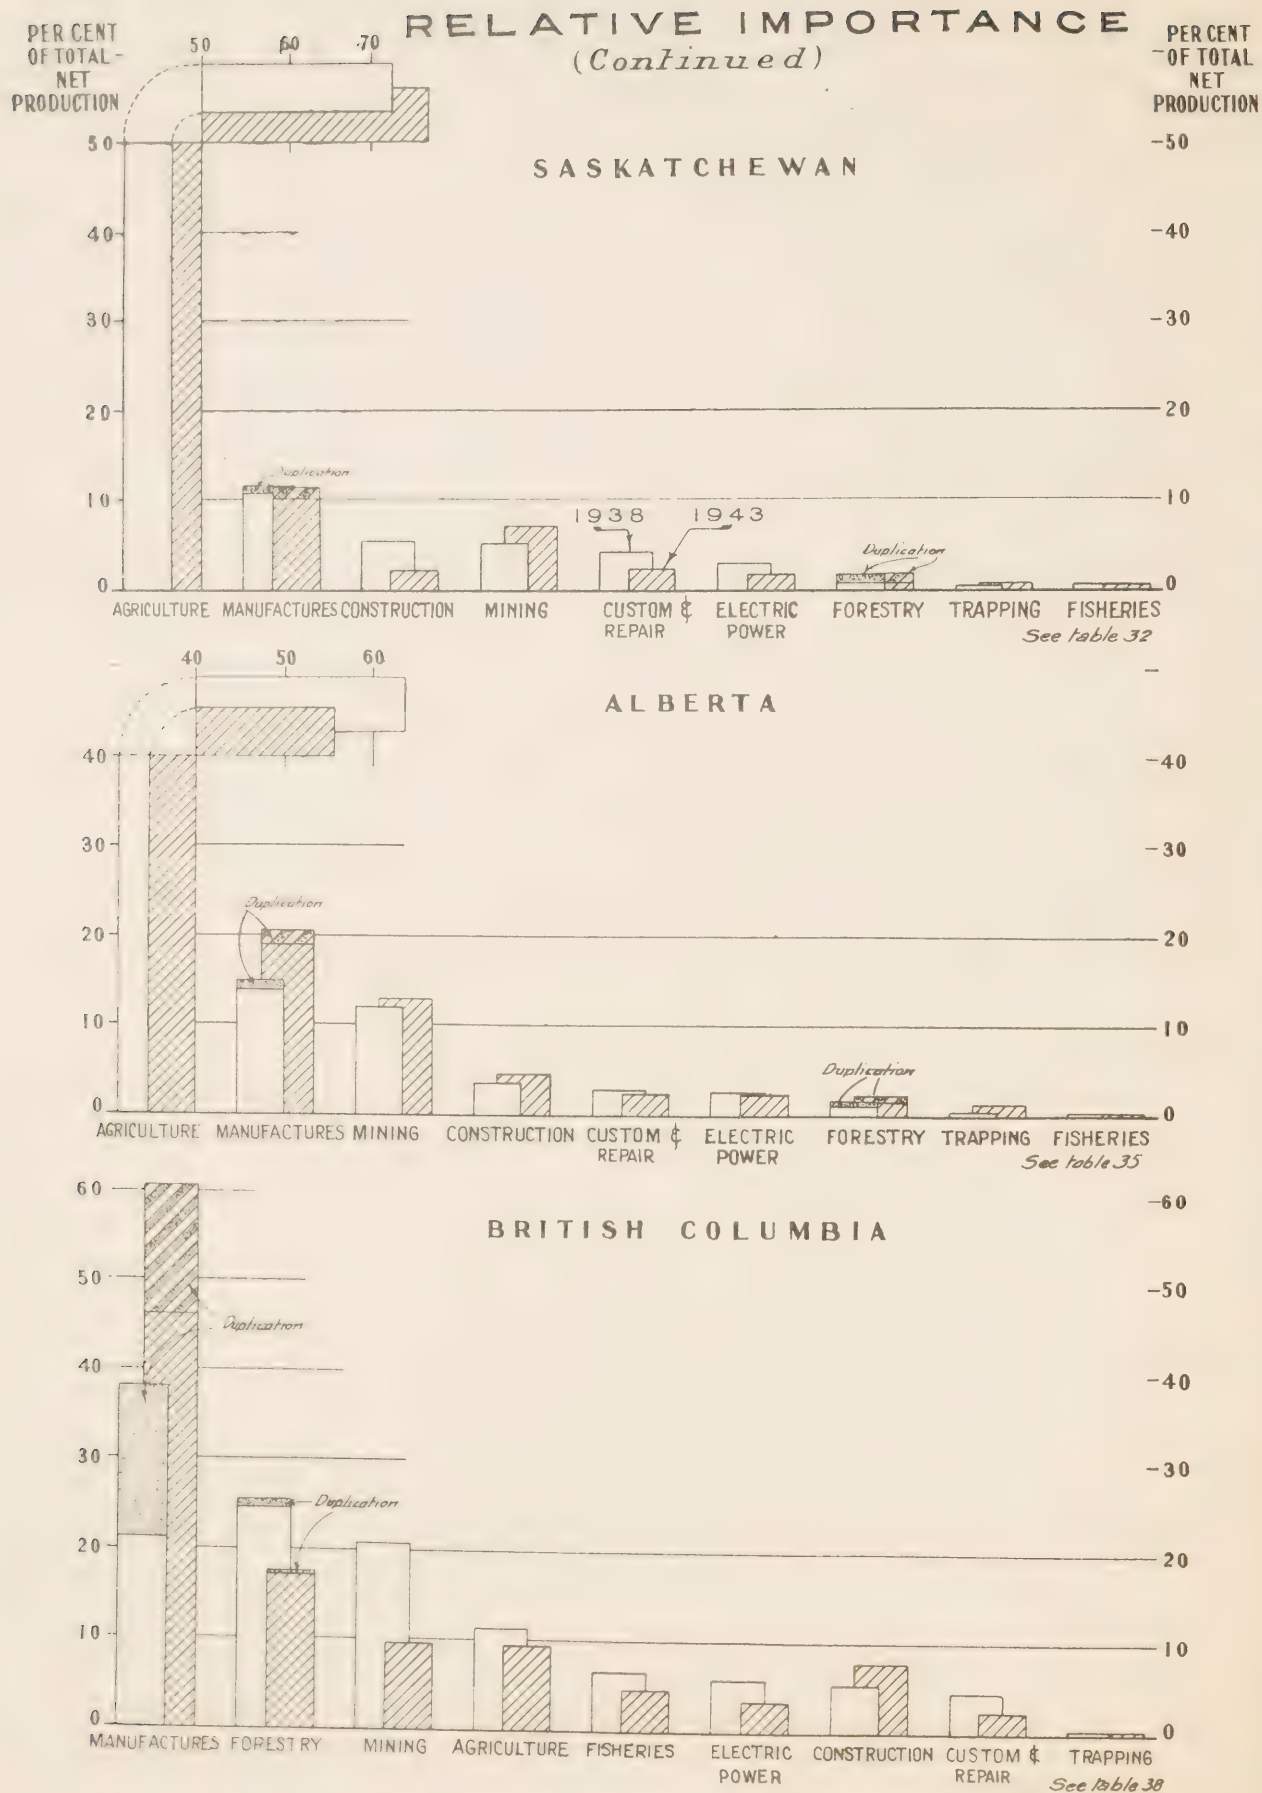 RELATIVE IMPORTANCE
(Continued)
PER CENT
OF TOTAL
NET
PRODUCTION
PER CENT
OF TOTAL
NET
PRODUCTION
50 60 70
SASKATCHEWAN
50
40
30
20
10
0
50
40
30
20
10
0
Duplication
1938 1943
Duplication
AGRICULTURE MANUFACTURES CONSTRUCTION MINING CUSTOM & REPAIR ELECTRIC POWER FORESTRY TRAPPING FISHERIES
See table 32
40 50 60
ALBERTA
40
30
20
10
0
40
30
20
10
0
Duplication
Duplication
AGRICULTURE MANUFACTURES MINING CONSTRUCTION CUSTOM & REPAIR ELECTRIC POWER FORESTRY TRAPPING FISHERIES
See table 35
BRITISH COLUMBIA
60
50
40
30
20
10
0
60
50
40
30
20
10
0
Duplication
Duplication
MANUFACTURES FORESTRY MINING AGRICULTURE FISHERIES ELECTRIC POWER CONSTRUCTION CUSTOM & REPAIR TRAPPING
See table 38